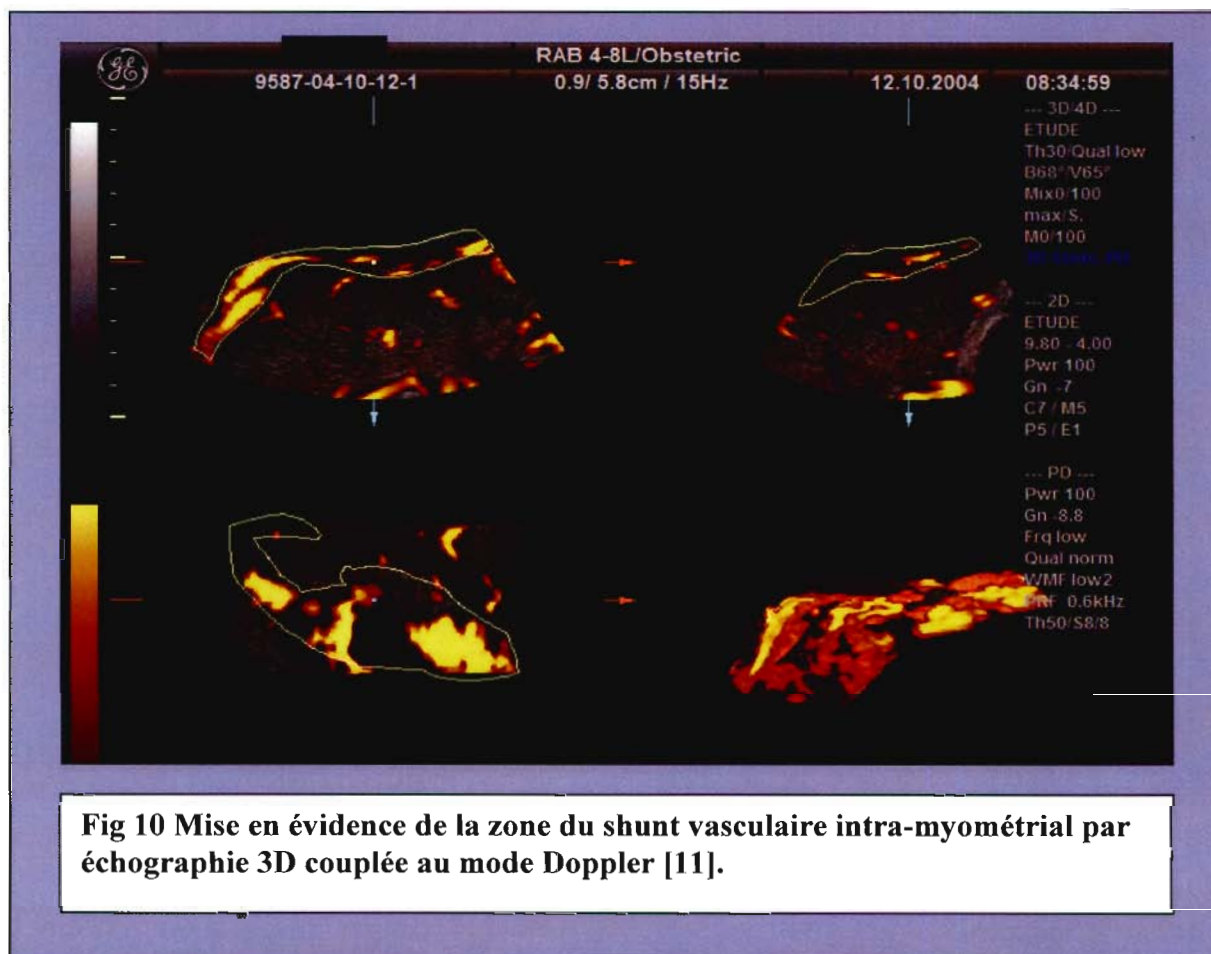 GE
RAB 4-8L/Obstetric
9587-04-10-12-1 0.9/ 5.8cm / 15Hz 12.10.2004 08:34:59
--- 3D/4D ---
ETUDE
Th30/Qual low
B68°/V65°
Mix0/100
max/S.
M0/100
--- 2D ---
ETUDE
9.80 - 4.00
Pwr 100
Gn -7
C7 / M5
P5 / E1
--- PD ---
Pwr 100
Gn -8.8
Frq low
Qual norm
WMF low2
PRF 0.6kHz
Th50/S8/8
Fig 10 Mise en évidence de la zone du shunt vasculaire intra-myométrial par
échographie 3D couplée au mode Doppler [11].